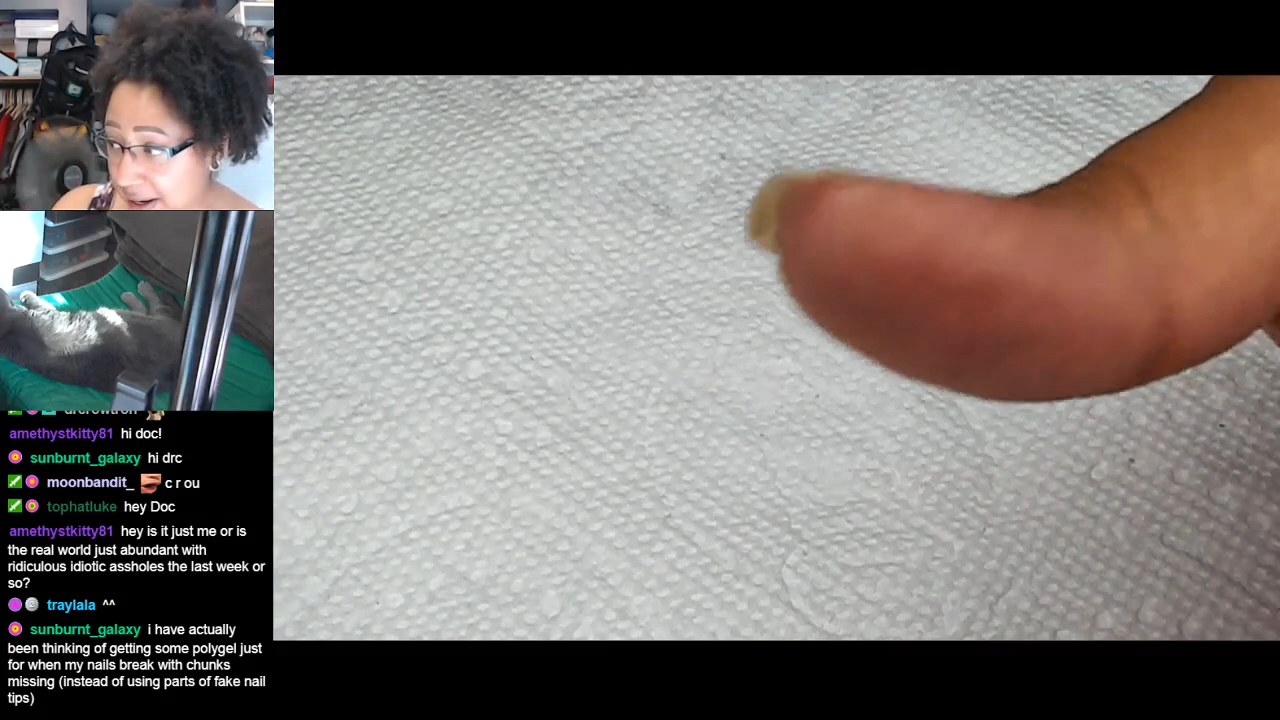 amethystkitty81 hi doc!
sunburnt_galaxy hi drc
moonbandit_ c r ou
tophatluke hey Doc
amethystkitty81 hey is it just me or is
the real world just abundant with
ridiculous idiotic assholes the last week or
so?
traylala ^^
sunburnt_galaxy i have actually
been thinking of getting some polygel just
for when my nails break with chunks
missing (instead of using parts of fake nail
tips)